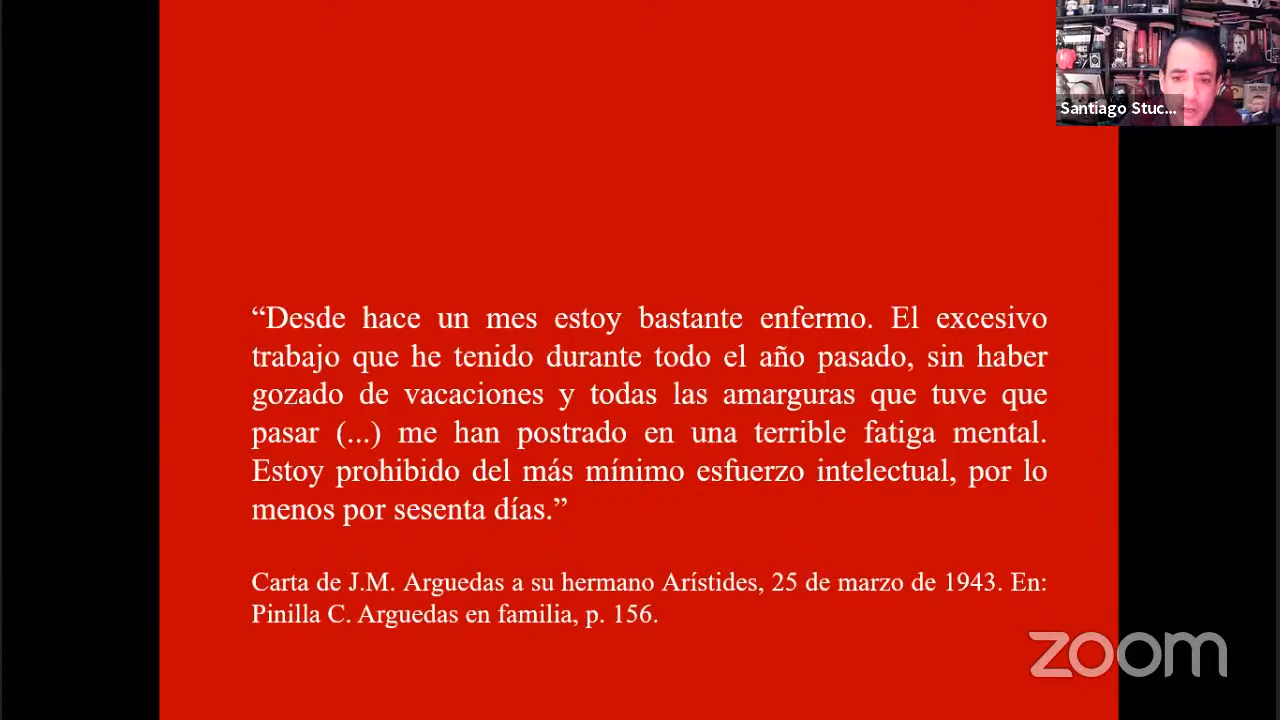 Santiago Stuc...
“Desde hace un mes estoy bastante enfermo. El excesivo
trabajo que he tenido durante todo el año pasado, sin haber
gozado de vacaciones y todas las amarguras que tuve que
pasar (...) me han postrado en una terrible fatiga mental.
Estoy prohibido del más mínimo esfuerzo intelectual, por lo
menos por sesenta días.”
Carta de J.M. Arguedas a su hermano Arístides, 25 de marzo de 1943. En:
Pinilla C. Arguedas en familia, p. 156.
zoom